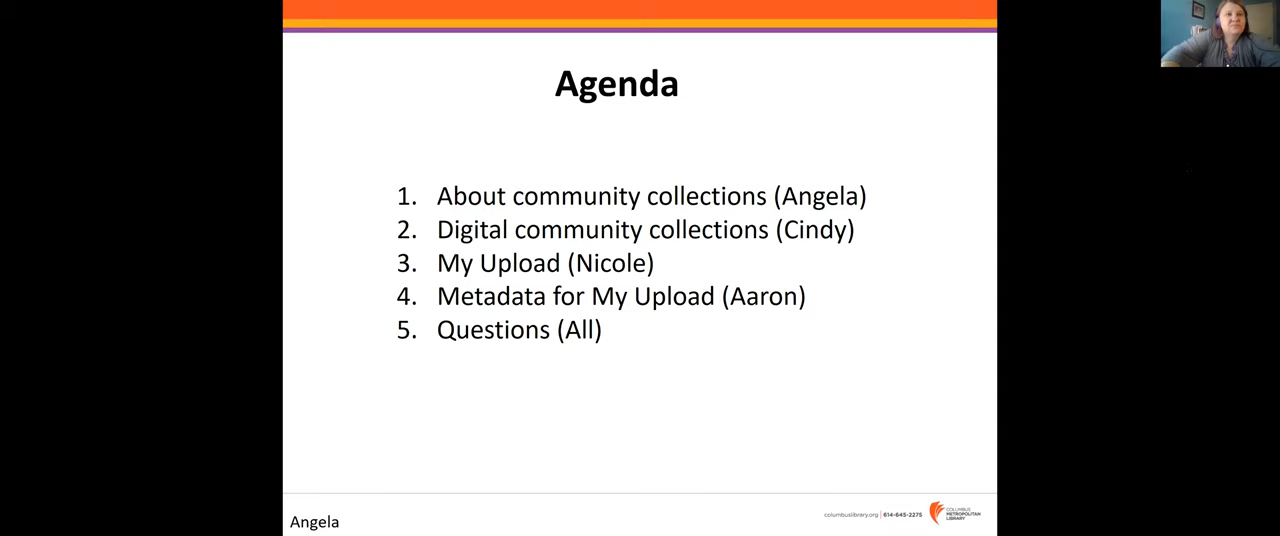 Agenda
1. About community collections (Angela)
2. Digital community collections (Cindy)
3. My Upload (Nicole)
4. Metadata for My Upload (Aaron)
5. Questions (All)
Angela
columbuslibrary.org | 614-645-2275
COLUMBUS
METROPOLITAN
LIBRARY